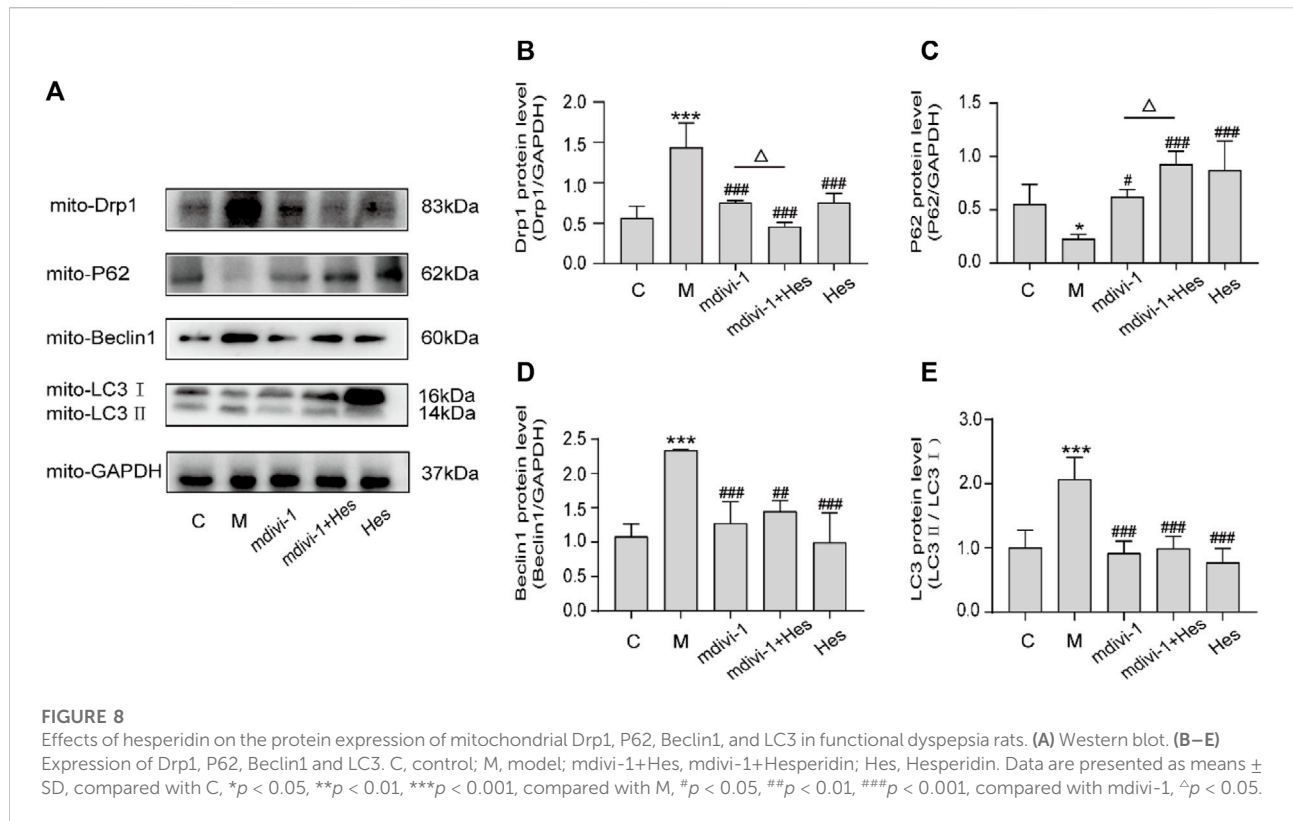 A
mito-Drp1
83kDa
mito-P62
62kDa
mito-Beclin1
60kDa
mito-LC3 Ⅰ
16kDa
mito-LC3 Ⅱ
14kDa
mito-GAPDH
37kDa
C M mdivi-1 mdivi-1+Hes Hes
B
Drp1 protein level
(Drp1/GAPDH)
2.0
1.5
1.0
0.5
0.0
***
###
△
###
###
C M mdivi-1 mdivi-1+Hes Hes
C
P62 protein level
(P62/GAPDH)
1.5
1.0
0.5
0.0
*
#
△
###
###
C M mdivi-1 mdivi-1+Hes Hes
D
Beclin1 protein level
(Beclin1/GAPDH)
2.5
2.0
1.5
1.0
0.5
0.0
***
###
##
###
C M mdivi-1 mdivi-1+Hes Hes
E
LC3 protein level
(LC3 Ⅱ / LC3 Ⅰ)
3.0
2.0
1.0
0.0
***
###
###
###
C M mdivi-1 mdivi-1+Hes Hes
FIGURE 8
Effects of hesperidin on the protein expression of mitochondrial Drp1, P62, Beclin1, and LC3 in functional dyspepsia rats. (A) Western blot. (B–E)
Expression of Drp1, P62, Beclin1 and LC3. C, control; M, model; mdivi-1+Hes, mdivi-1+Hesperidin; Hes, Hesperidin. Data are presented as means ±
SD, compared with C, *p < 0.05, **p < 0.01, ***p < 0.001, compared with M, #p < 0.05, ##p < 0.01, ###p < 0.001, compared with mdivi-1, △p < 0.05.